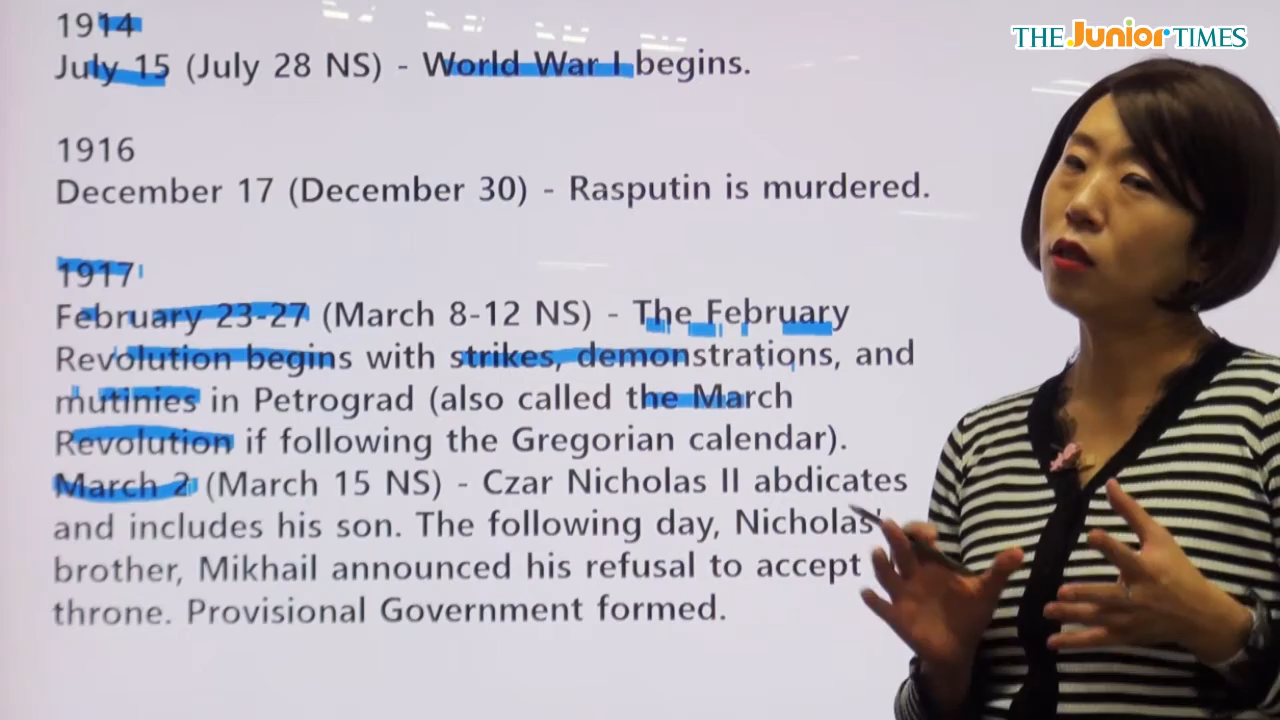 THE Junior TIMES
1914
July 15 (July 28 NS) - World War I begins.
1916
December 17 (December 30) - Rasputin is murdered.
1917
February 23-27 (March 8-12 NS) - The February
Revolution begins with strikes, demonstrations, and
mutinies in Petrograd (also called the March
Revolution if following the Gregorian calendar).
March 2 (March 15 NS) - Czar Nicholas II abdicates
and includes his son. The following day, Nicholas'
brother, Mikhail announced his refusal to accept
throne. Provisional Government formed.